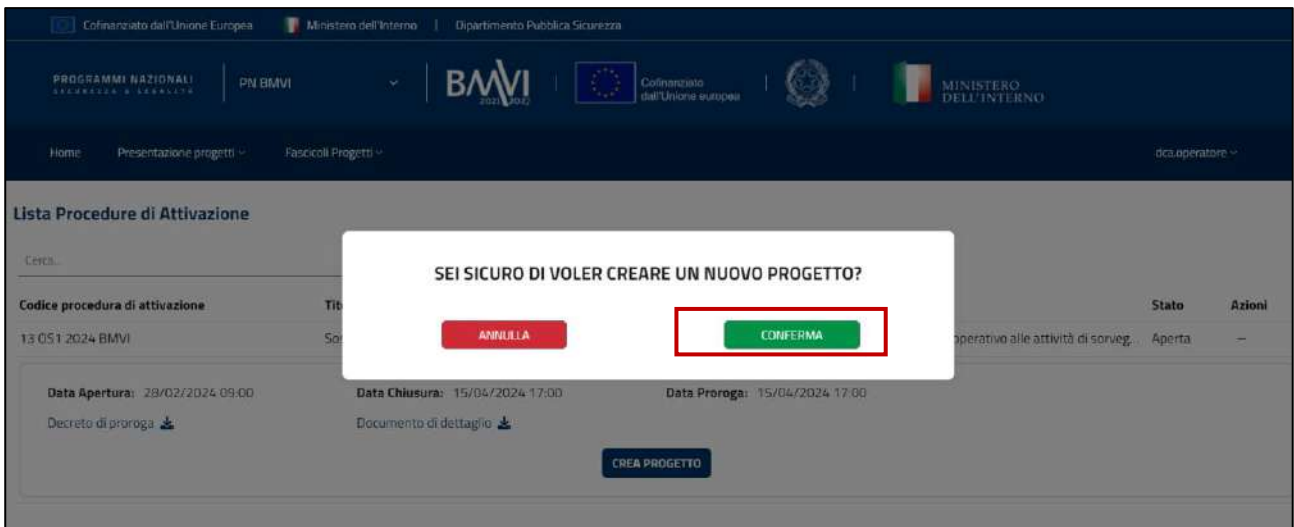 Cofinanziato dall'Unione Europea Ministero dell'Interno | Dipartimento Pubblica Sicurezza
PROGRAMMI NAZIONALI
SICUREZZA E LEGALITÀ
PN BMVI
BMVI
2021 2027
Cofinanziato
dall'Unione europea
MINISTERO
DELL'INTERNO
Home Presentazione progetti Fascicoli Progetti dca.operatore
Lista Procedure di Attivazione
Cerca...
SEI SICURO DI VOLER CREARE UN NUOVO PROGETTO?
Codice procedura di attivazione Tit Stato Azioni
ANNULLA CONFERMA
13 OS1 2024 BMVI Sos operativo alle attività di sorveg... Aperta –
Data Apertura: 28/02/2024 09:00 Data Chiusura: 15/04/2024 17:00 Data Proroga: 15/04/2024 17:00
Decreto di proroga Documento di dettaglio
CREA PROGETTO